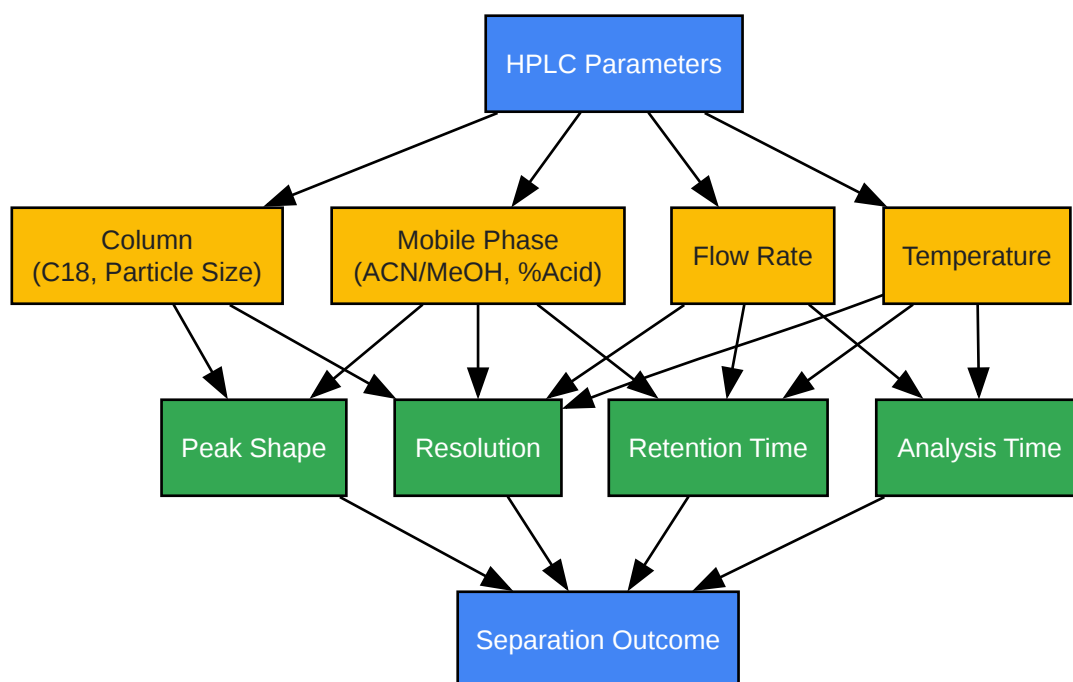 HPLC Parameters
Column
(C18, Particle Size)
Mobile Phase
(ACN/MeOH, %Acid)
Flow Rate
Temperature
Peak Shape
Resolution
Retention Time
Analysis Time
Separation Outcome